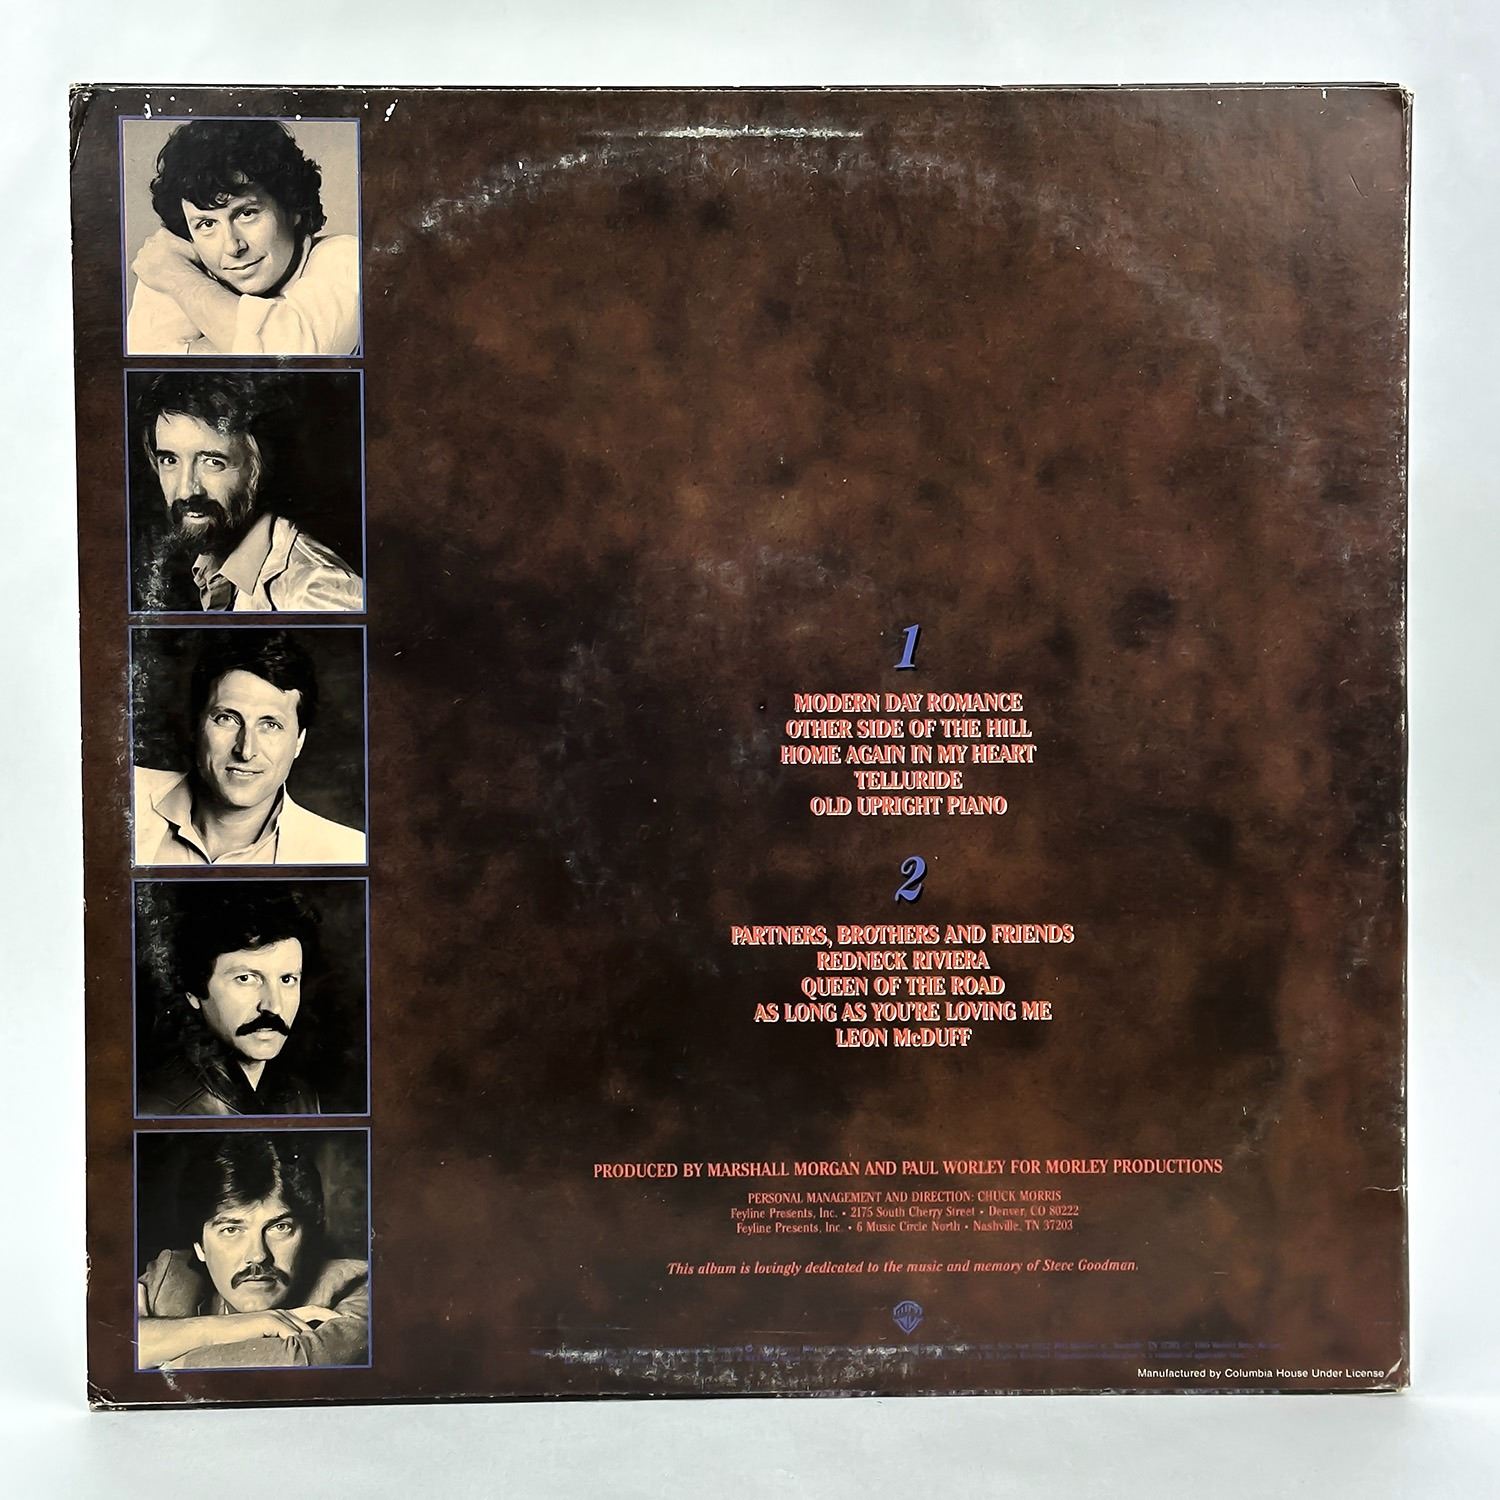 1
MODERN DAY ROMANCE
OTHER SIDE OF THE HILL
HOME AGAIN IN MY HEART
TELLURIDE
OLD UPRIGHT PIANO
2
PARTNERS, BROTHERS AND FRIENDS
REDNECK RIVIERA
QUEEN OF THE ROAD
AS LONG AS YOU'RE LOVING ME
LEON McDUFF
PRODUCED BY MARSHALL MORGAN AND PAUL WORLEY FOR MORLEY PRODUCTIONS
PERSONAL MANAGEMENT AND DIRECTION: CHUCK MORRIS
Feyline Presents, Inc. • 2175 South Cherry Street • Denver, CO 80222
Feyline Presents, Inc. • 6 Music Circle North • Nashville, TN 37203
This album is lovingly dedicated to the music and memory of Steve Goodman.
Manufactured by Columbia House Under License